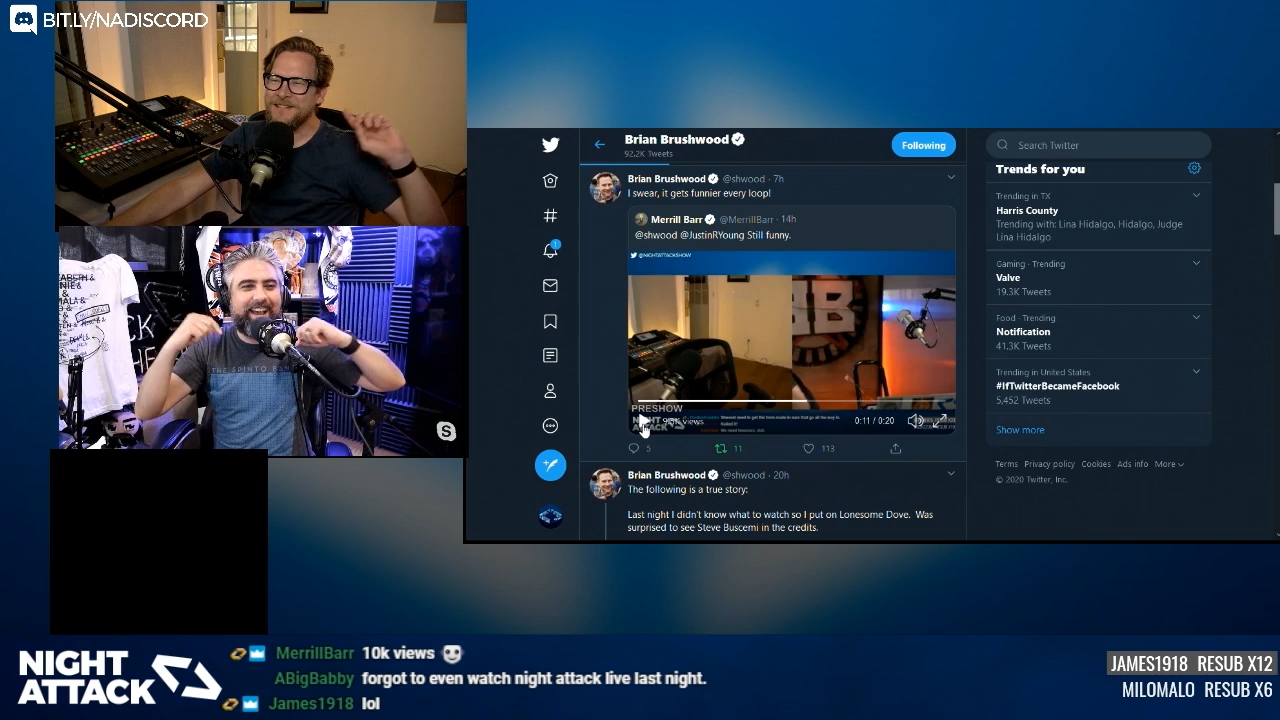 BIT.LY/NADISCORD
THE SPINTO BAND
Brian Brushwood
92.2K Tweets
Following
Brian Brushwood @shwood · 7h
I swear, it gets funnier every loop!
Merrill Barr @MerrillBarr · 14h
@shwood @JustinRYoung Still funny.
@NIGHTATTACKSHOW
PRESHOW
views
0:11 / 0:20
5
11
113
Brian Brushwood @shwood · 20h
The following is a true story:
Last night I didn't know what to watch so I put on Lonesome Dove. Was
surprised to see Steve Buscemi in the credits.
1
Search Twitter
Trends for you
Trending in TX
Harris County
Trending with: Lina Hidalgo, Hidalgo, Judge
Lina Hidalgo
Gaming · Trending
Valve
19.3K Tweets
Food · Trending
Notification
41.3K Tweets
Trending in United States
#IfTwitterBecameFacebook
5,452 Tweets
Show more
Terms Privacy policy Cookies Ads info More
© 2020 Twitter, Inc.
NIGHT
ATTACK
MerrillBarr 10k views
ABigBabby forgot to even watch night attack live last night.
James1918 lol
JAMES1918 RESUB X12
MILOMALO RESUB X6